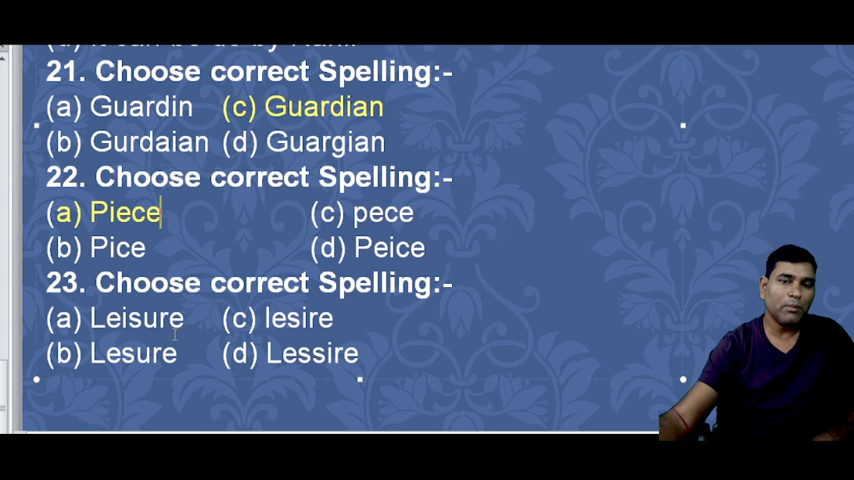 21. Choose correct Spelling:-
(a) Guardin (c) Guardian
(b) Gurdaian (d) Guargian
22. Choose correct Spelling:-
(a) Piece (c) pece
(b) Pice (d) Peice
23. Choose correct Spelling:-
(a) Leisure (c) lesire
(b) Lesure (d) Lessire